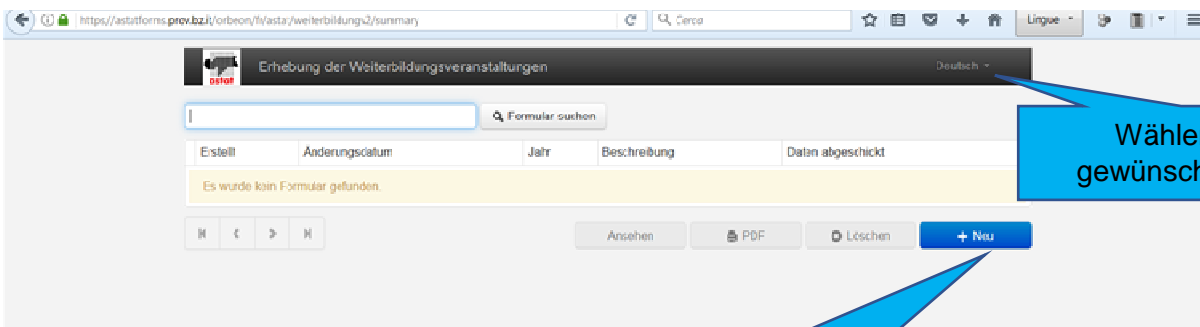 https://astatforms.prov.bz.it/orbeon/fr/astat/weiterbildungs2/summary
Cerca
Lingue
astat
Erhebung der Weiterbildungsveranstaltungen
Deutsch
Formular suchen
Erstellt Änderungsdatum Jahr Beschreibung Daten abgeschickt
Es wurde kein Formular gefunden.
Ansehen PDF Löschen + Neu
Wähle
gewünsch